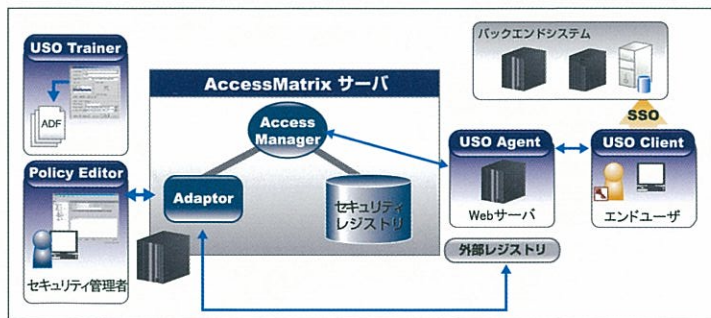 USO Trainer
ADF
Policy Editor
セキュリティ管理者
AccessMatrix サーバ
Access
Manager
Adaptor
セキュリティ
レジストリ
バックエンドシステム
SSO
USO Agent
Webサーバ
USO Client
エンドユーザ
外部レジストリ